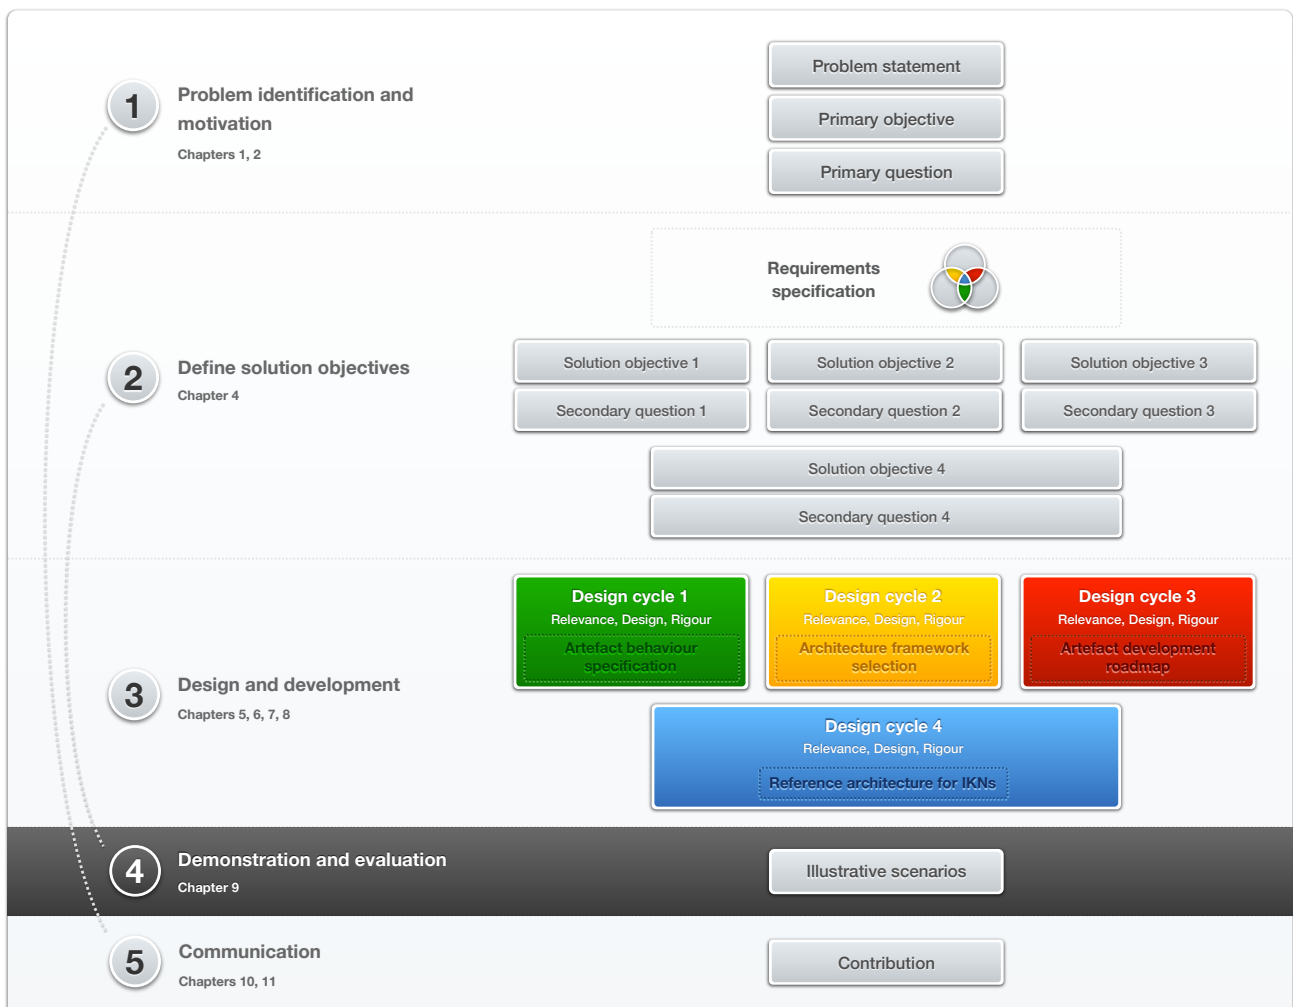 1
Problem identification and
motivation
Chapters 1, 2
Problem statement
Primary objective
Primary question
Requirements
specification
2
Define solution objectives
Chapter 4
Solution objective 1
Solution objective 2
Solution objective 3
Secondary question 1
Secondary question 2
Secondary question 3
Solution objective 4
Secondary question 4
3
Design and development
Chapters 5, 6, 7, 8
Design cycle 1
Relevance, Design, Rigour
Artefact behaviour
specification
Design cycle 2
Relevance, Design, Rigour
Architecture framework
selection
Design cycle 3
Relevance, Design, Rigour
Artefact development
roadmap
Design cycle 4
Relevance, Design, Rigour
Reference architecture for IKNs
4
Demonstration and evaluation
Chapter 9
Illustrative scenarios
5
Communication
Chapters 10, 11
Contribution